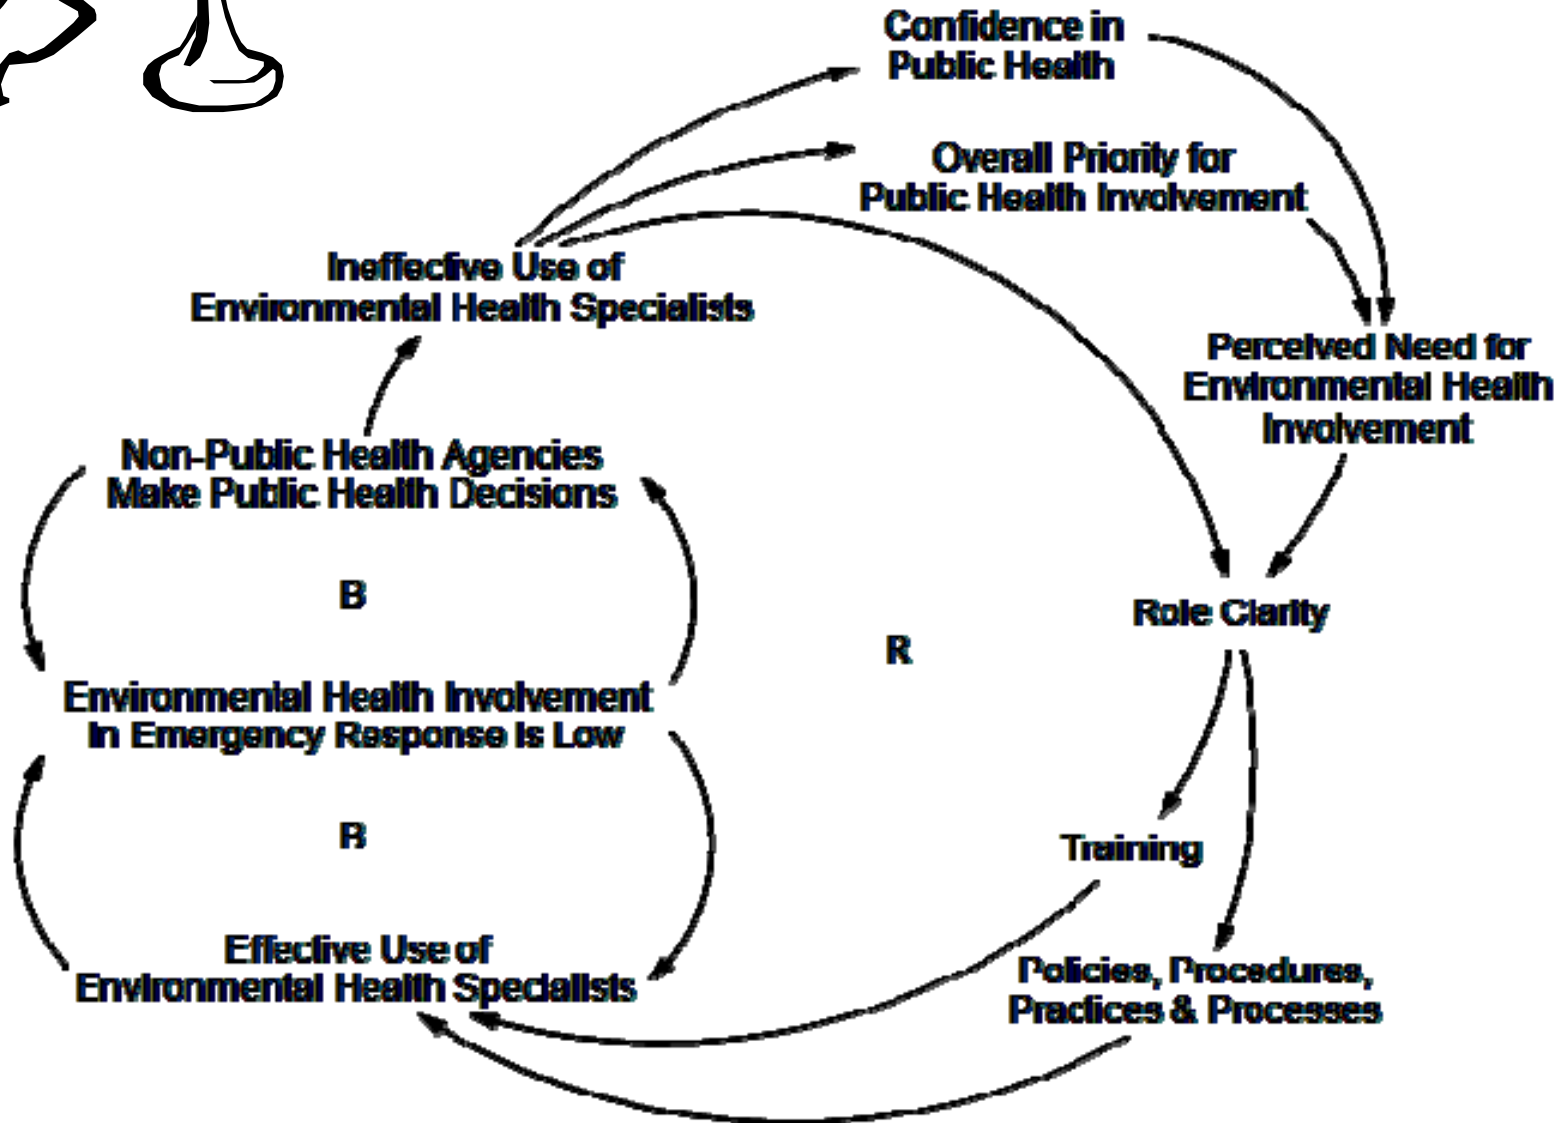 Confidence in
Public Health
Overall Priority for
Public Health Involvement
Ineffective Use of
Environmental Health Specialists
Perceived Need for
Environmental Health
Involvement
Non-Public Health Agencies
Make Public Health Decisions
B
Role Clarity
R
Environmental Health Involvement
In Emergency Response Is Low
B
Training
Effective Use of
Environmental Health Specialists
Policies, Procedures,
Practices & Processes